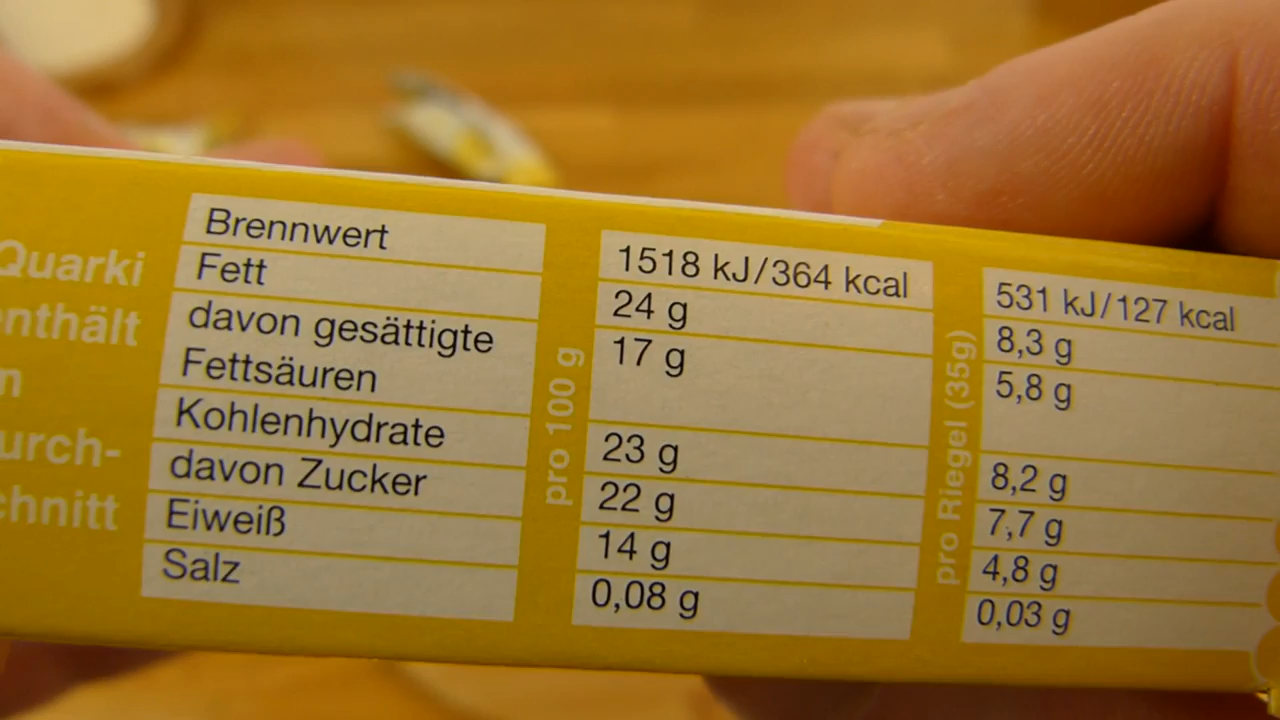 Quarki
enthält
n
urch-
chnitt
Brennwert
Fett
davon gesättigte
Fettsäuren
Kohlenhydrate
davon Zucker
Eiweiß
Salz
pro 100 g
1518 kJ/364 kcal
24 g
17 g
23 g
22 g
14 g
0,08 g
pro Riegel (35g)
531 kJ/127 kcal
8,3 g
5,8 g
8,2 g
7,7 g
4,8 g
0,03 g